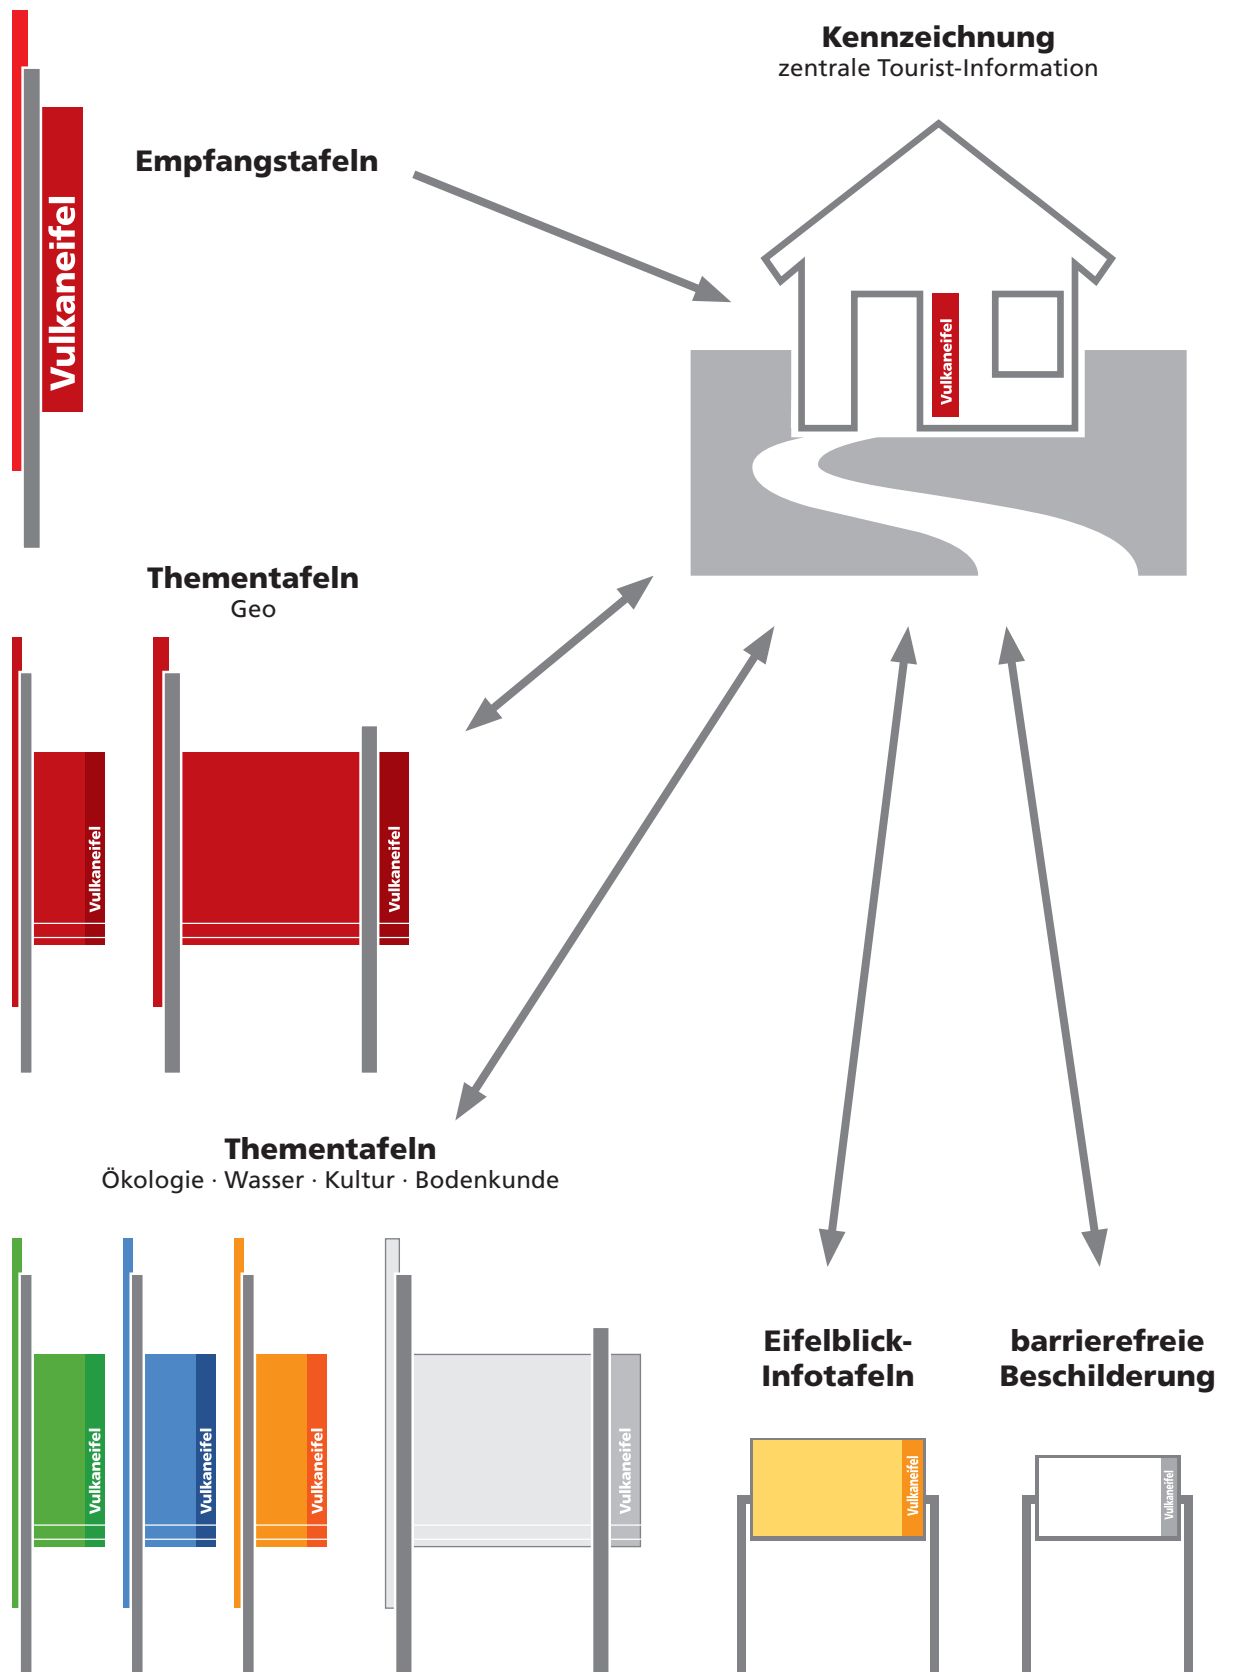 Kennzeichnung
zentrale Tourist-Information
Empfangstafeln
Vulkaneifel
Vulkaneifel
Thementafeln
Geo
Vulkaneifel
Vulkaneifel
Thementafeln
Ökologie · Wasser · Kultur · Bodenkunde
Vulkaneifel
Vulkaneifel
Vulkaneifel
Vulkaneifel
Eifelblick-
Infotafeln
Vulkaneifel
barrierefreie
Beschilderung
Vulkaneifel